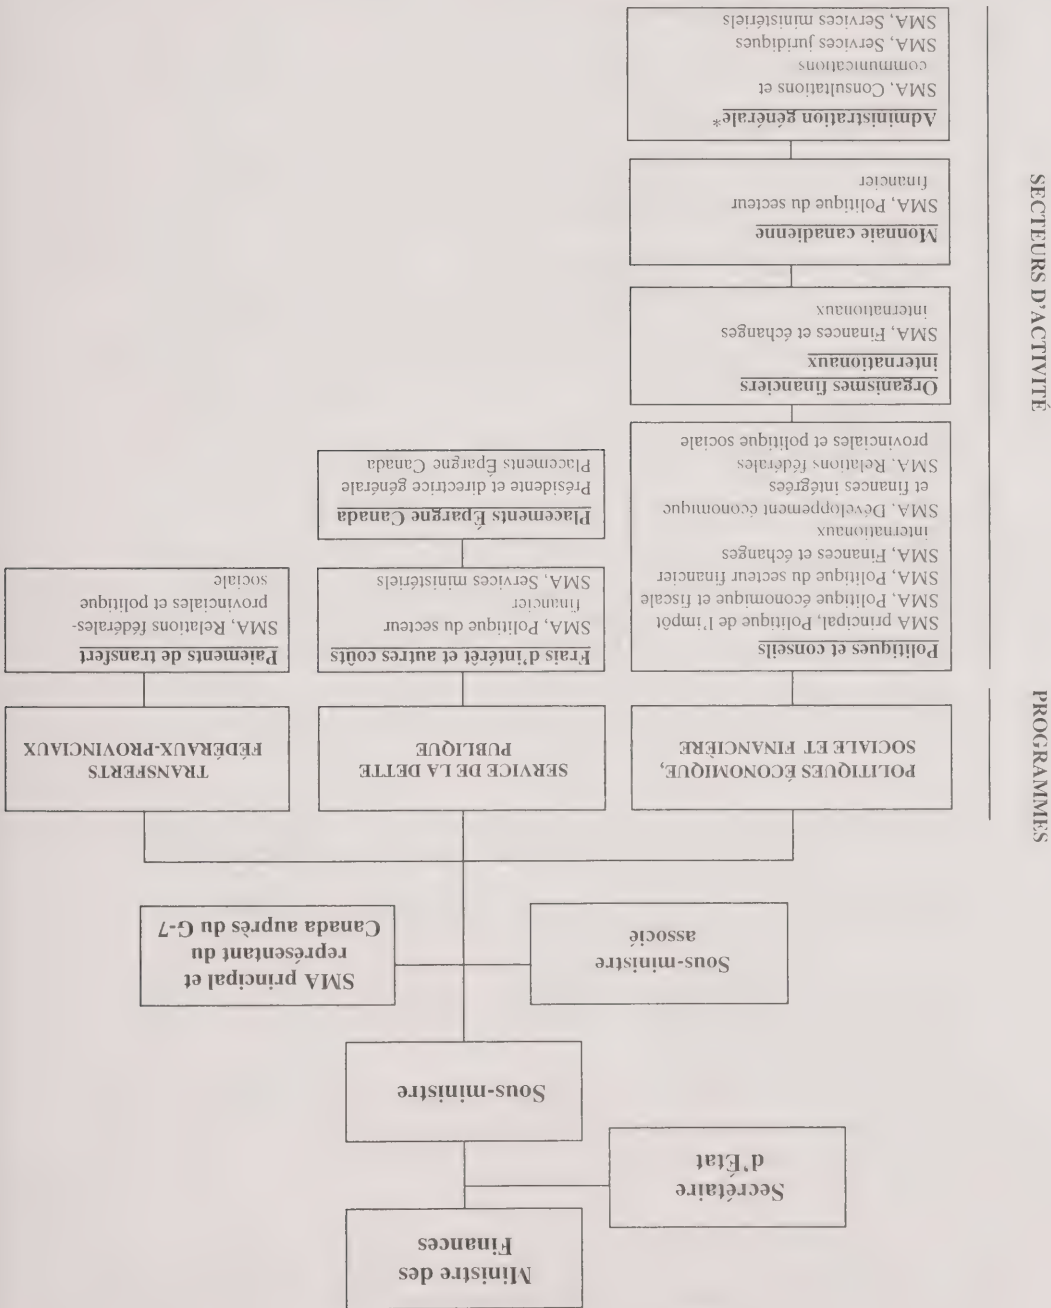 Ministre des
Finances
Secrétaire
d'État
Sous-ministre
Sous-ministre
associé
SMA principal et
représentant du
Canada auprès du G-7
PROGRAMMES
POLITIQUES ÉCONOMIQUE,
SOCIALE ET FINANCIÈRE
SERVICE DE LA DETTE
PUBLIQUE
TRANSFERTS
FÉDÉRAUX-PROVINCIAUX
SECTEURS D'ACTIVITÉ
Politiques et conseils
SMA principal, Politique de l'impôt
SMA, Politique économique et fiscale
SMA, Politique du secteur financier
SMA, Finances et échanges
internationaux
SMA. Développement économique
et finances intégrées
SMA. Relations fédérales
provinciales et politique sociale
Organismes financiers
internationaux
SMA, Finances et échanges
internationaux
Monnaie canadienne
SMA, Politique du secteur
financier
Administration générale*
SMA, Consultations et
communications
SMA, Services juridiques
SMA, Services ministériels
Frais d'intérêt et autres coûts
SMA, Politique du secteur
financier
SMA, Services ministériels
Placements Épargne Canada
Présidente et directrice générale
Placements Épargne Canada
Paiements de transfert
SMA, Relations fédérales-
provinciales et politique
sociale